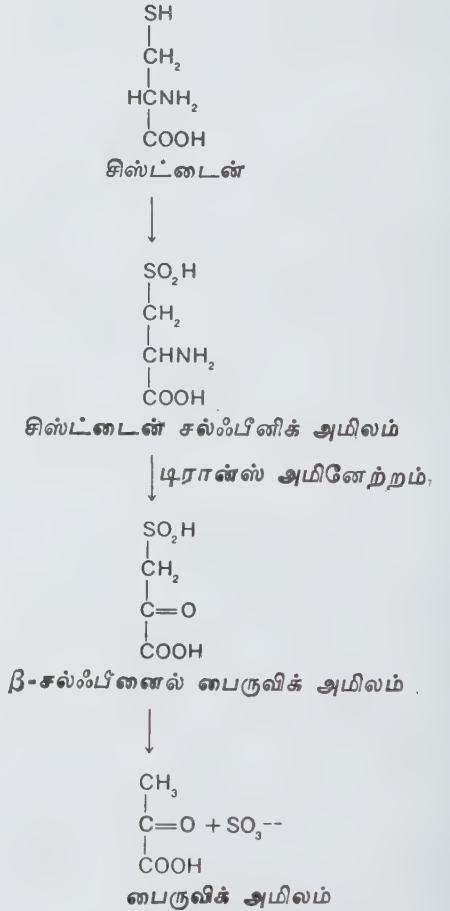 SH
CH₂
HCNH₂
COOH
சிஸ்ட்டைன்
SO₂H
CH₂
CHNH₂
COOH
சிஸ்ட்டைன் சல்ஃபீனிக் அமிலம்
டிரான்ஸ் அமினேற்றம்,
SO₂H
CH₂
C=O
COOH
β-சல்ஃபினைல் பைருவிக் அமிலம் .
CH₃
C=O + SO₃--
COOH
பைருவிக் அமிலம்